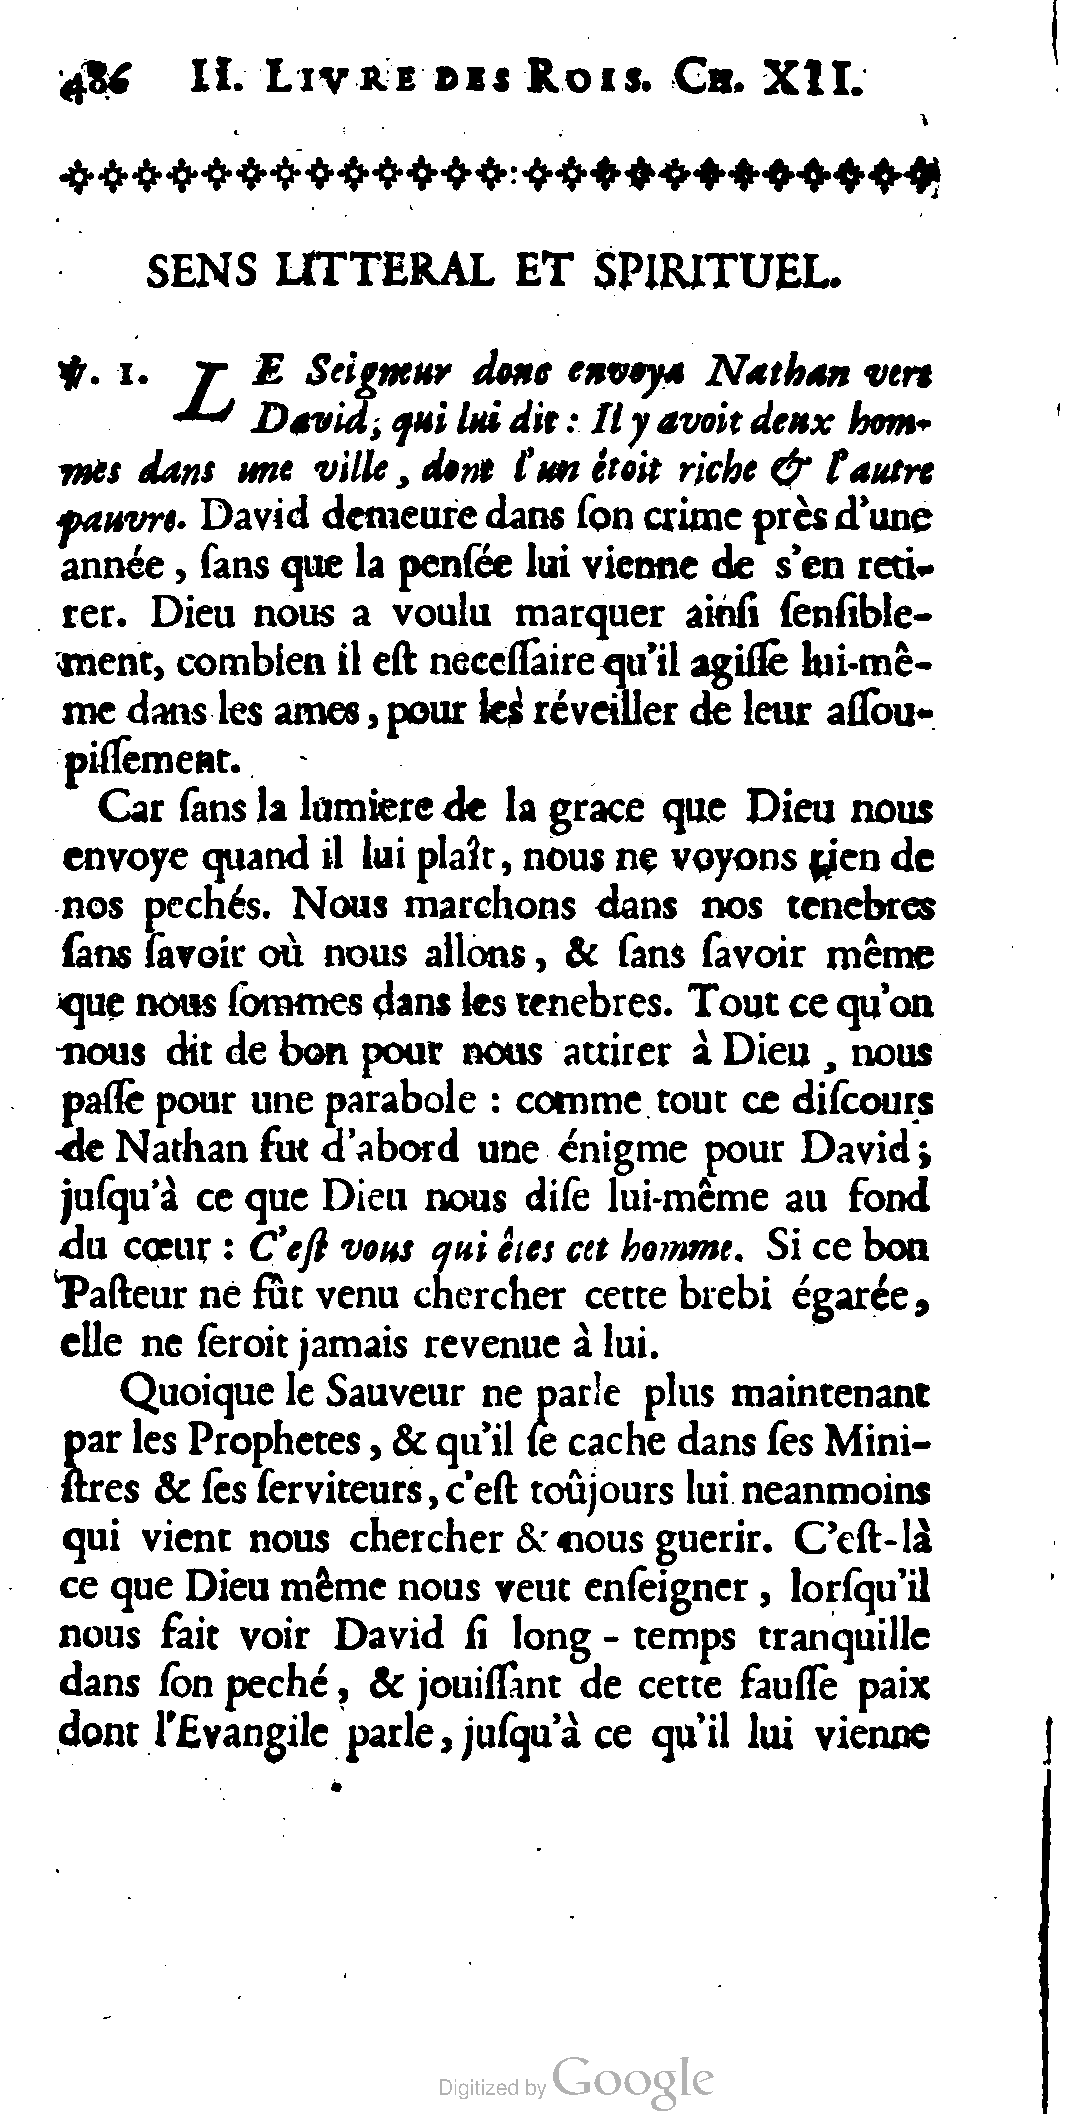 486 II. LIVRE DES ROIS. CH. XII.
SENS LITTERAL ET SPIRITUEL.
℣. 1. LE Seigneur donc envoya Nathan vers
David, qui lui dit : Il y avoit deux hom-
mes dans une ville, dont l'un étoit riche & l'autre
pauvre. David demeure dans ſon crime près d'une
année, ſans que la penſée lui vienne de s'en reti-
rer. Dieu nous a voulu marquer ainſi ſenſible-
ment, combien il eſt neceſſaire qu'il agiſſe lui-mê-
me dans les ames, pour les réveiller de leur aſſou-
piſſement.
Car ſans la lumiere de la grace que Dieu nous
envoye quand il lui plaît, nous ne voyons rien de
nos pechés. Nous marchons dans nos tenebres
ſans ſavoir où nous allons, & ſans ſavoir même
que nous ſommes dans les tenebres. Tout ce qu'on
nous dit de bon pour nous attirer à Dieu, nous
paſſe pour une parabole : comme tout ce diſcours
de Nathan fut d'abord une énigme pour David;
juſqu'à ce que Dieu nous diſe lui-même au fond
du cœur : C'eſt vous qui êtes cet homme. Si ce bon
Paſteur ne fût venu chercher cette brebi égarée,
elle ne ſeroit jamais revenue à lui.
Quoique le Sauveur ne parle plus maintenant
par les Prophetes, & qu'il ſe cache dans ſes Mini-
ſtres & ſes ſerviteurs, c'eſt toûjours lui neanmoins
qui vient nous chercher & nous guerir. C'eſt-là
ce que Dieu même nous veut enſeigner, lorſqu'il
nous fait voir David ſi long-temps tranquille
dans ſon peché, & jouiſſant de cette fauſſe paix
dont l'Evangile parle, juſqu'à ce qu'il lui vienne
Digitized by Google